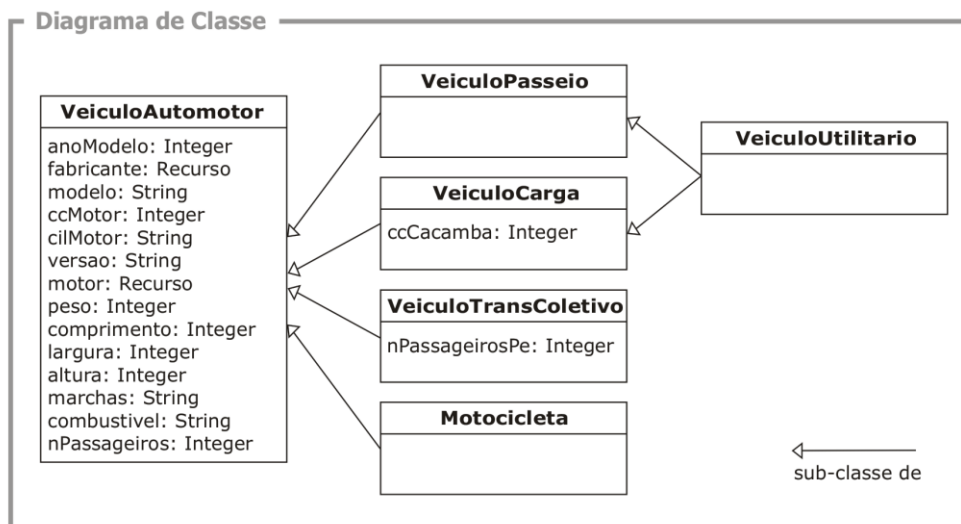 Diagrama de Classe
VeiculoAutomotor
anoModelo: Integer
fabricante: Recurso
modelo: String
ccMotor: Integer
cilMotor: String
versao: String
motor: Recurso
peso: Integer
comprimento: Integer
largura: Integer
altura: Integer
marchas: String
combustivel: String
nPassageiros: Integer
VeiculoPasseio
VeiculoCarga
ccCacamba: Integer
VeiculoTransColetivo
nPassageirosPe: Integer
Motocicleta
VeiculoUtilitario
sub-classe de